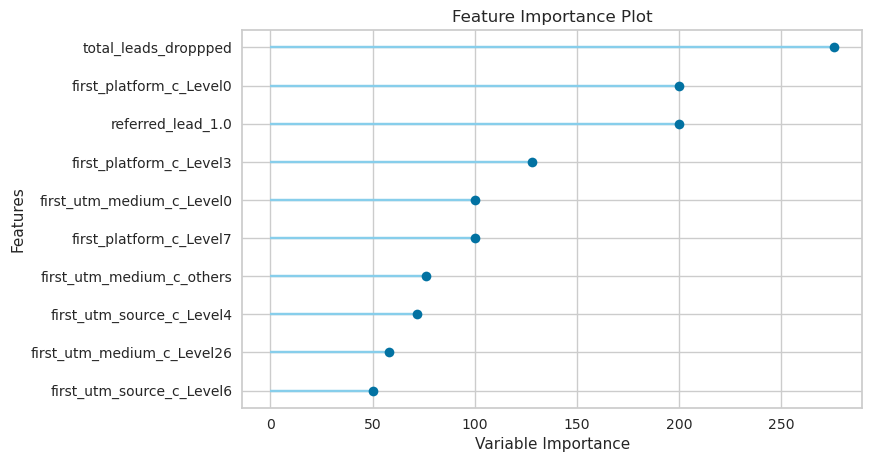 Feature Importance Plot
Features
total_leads_droppped
first_platform_c_Level0
referred_lead_1.0
first_platform_c_Level3
first_utm_medium_c_Level0
first_platform_c_Level7
first_utm_medium_c_others
first_utm_source_c_Level4
first_utm_medium_c_Level26
first_utm_source_c_Level6
0 50 100 150 200 250
Variable Importance